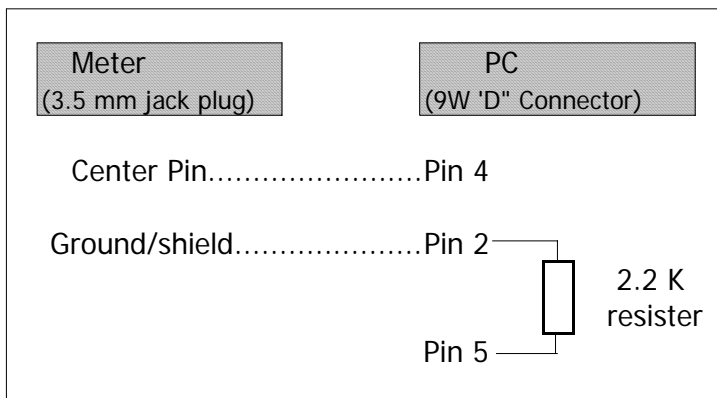 Meter
(3.5 mm jack plug)
PC
(9W 'D" Connector)
Center Pin.......................Pin 4
Ground/shield....................Pin 2
2.2 K
resister
Pin 5